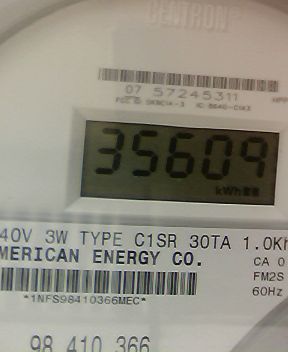 CENTRON®
07 57245311
35609
kWh
40V 3W TYPE C1SR 30TA 1.0Kh
MERICAN ENERGY CO.
CA 0
FM2S
60Hz
*1NFS98410366MEC*
98 410 366